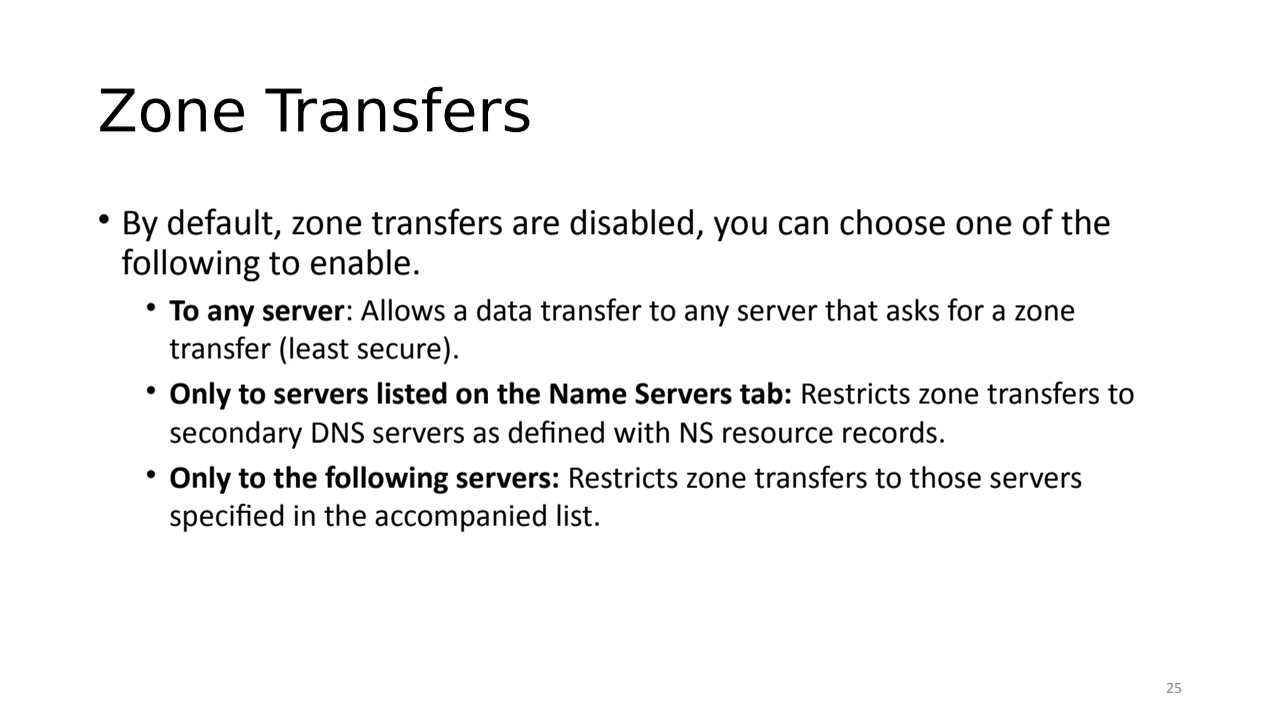 Zone Transfers
• By default, zone transfers are disabled, you can choose one of the
following to enable.
• To any server: Allows a data transfer to any server that asks for a zone
transfer (least secure).
• Only to servers listed on the Name Servers tab: Restricts zone transfers to
secondary DNS servers as defined with NS resource records.
• Only to the following servers: Restricts zone transfers to those servers
specified in the accompanied list.
25